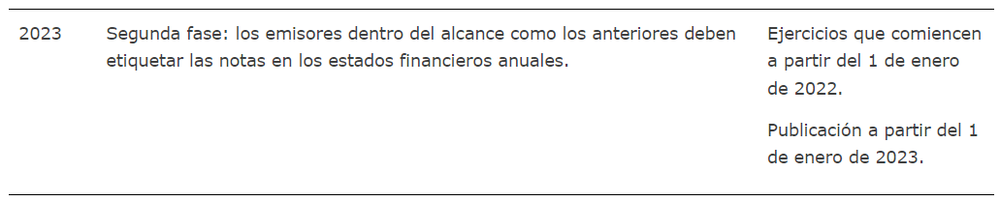 2023
Segunda fase: los emisores dentro del alcance como los anteriores deben
etiquetar las notas en los estados financieros anuales.
Ejercicios que comiencen
a partir del 1 de enero
de 2022.
Publicación a partir del 1
de enero de 2023.